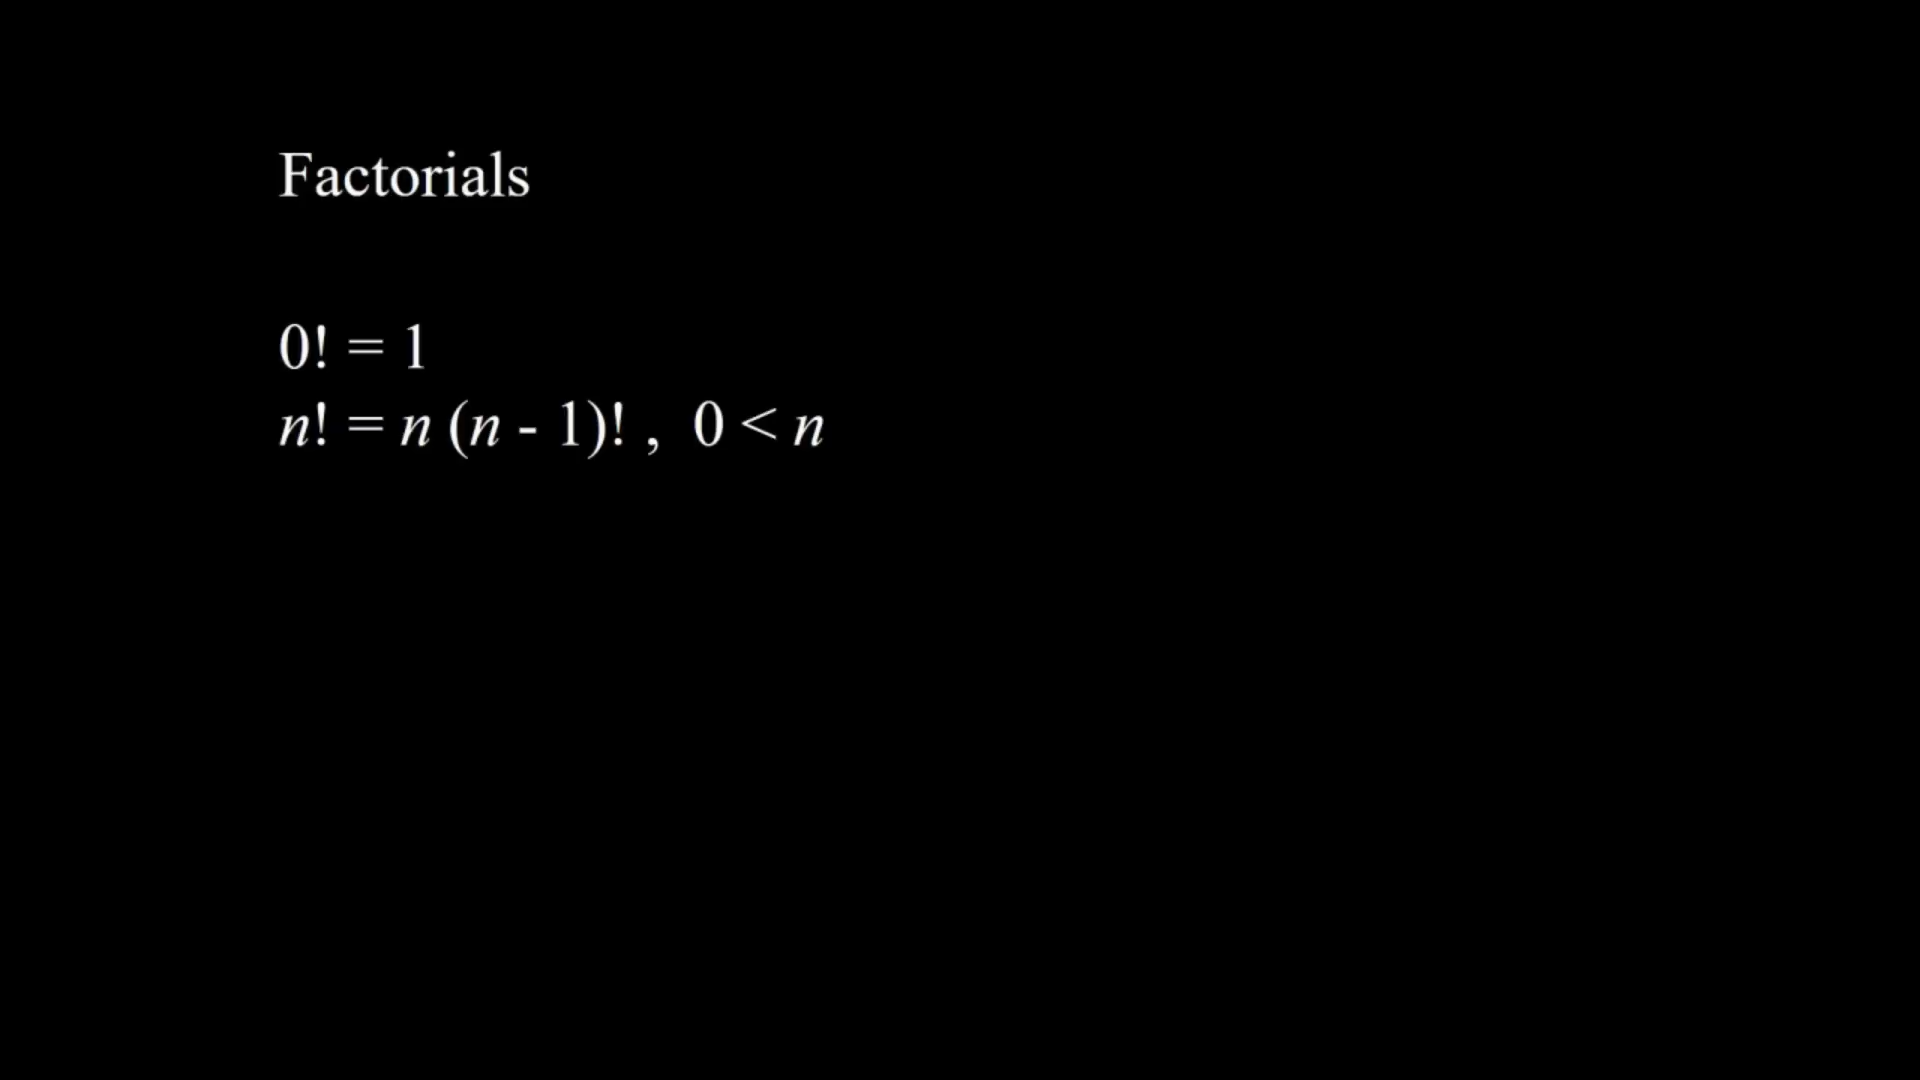 Factorials
0! = 1
n! = n (n - 1)! , 0 < n